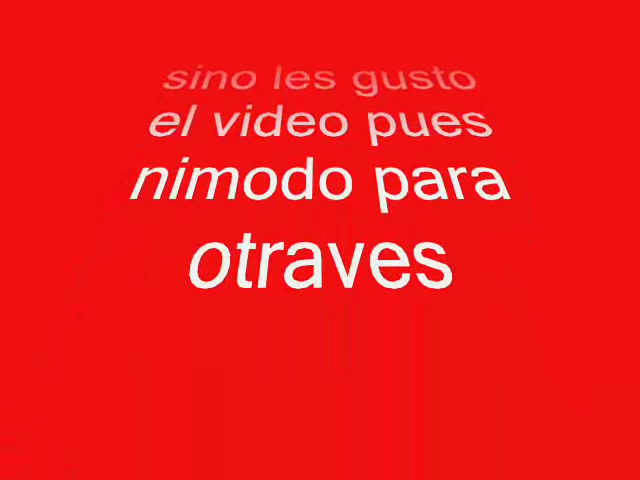 sino les gusto
el video pues
nimodo para
otraves